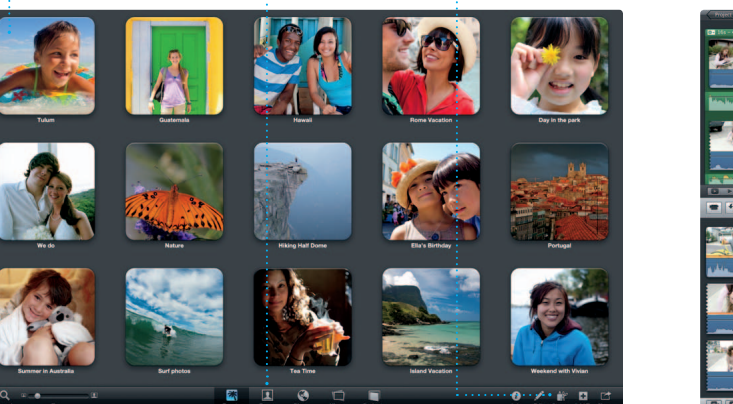 Project
Tulum
Guatemala
Hawaii
Rome Vacation
Day in the park
We do
Nature
Hiking Half Dome
Ella's Birthday
Portugal
Summer in Australia
Surf photos
Tea Time
Island Vacation
Weekend with Vivian